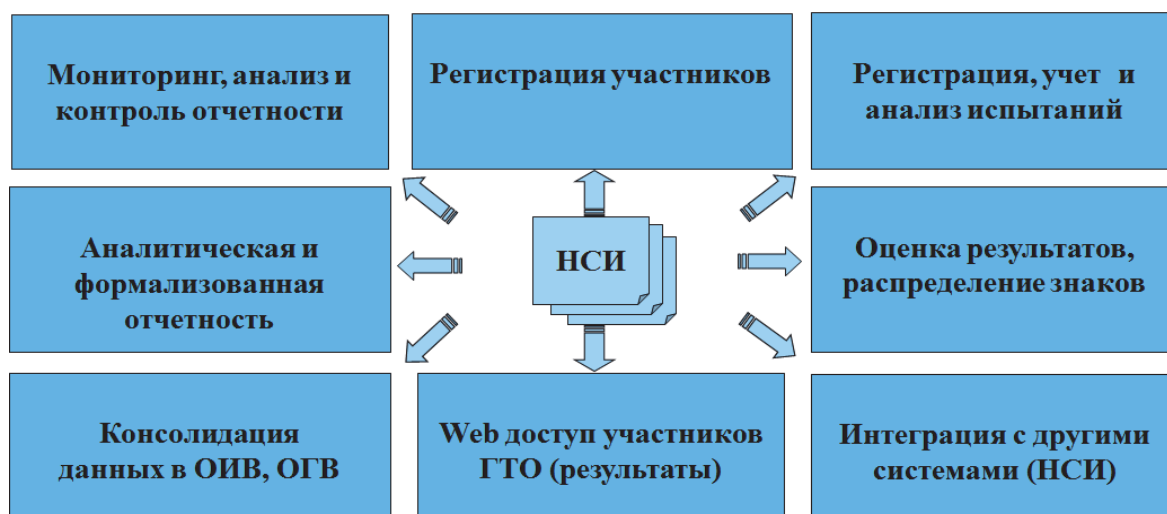 Мониторинг, анализ и
контроль отчетности
Регистрация участников
Регистрация, учет и
анализ испытаний
Аналитическая и
формализованная
отчетность
НСИ
Оценка результатов,
распределение знаков
Консолидация
данных в ОИВ, ОГВ
Web доступ участников
ГТО (результаты)
Интеграция с другими
системами (НСИ)